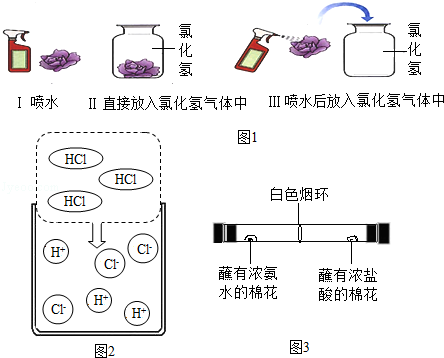 氯
化
氢
氯
化
氢
Ⅰ 喷水
Ⅱ 直接放入氯化氢气体中
Ⅲ 喷水后放入氯化氢气体中
图1
HCl
HCl
HCl
H⁺
Cl⁻
Cl⁻
Cl⁻
H⁺
H⁺
图2
白色烟环
蘸有浓氨
水的棉花
蘸有浓盐
酸的棉花
图3